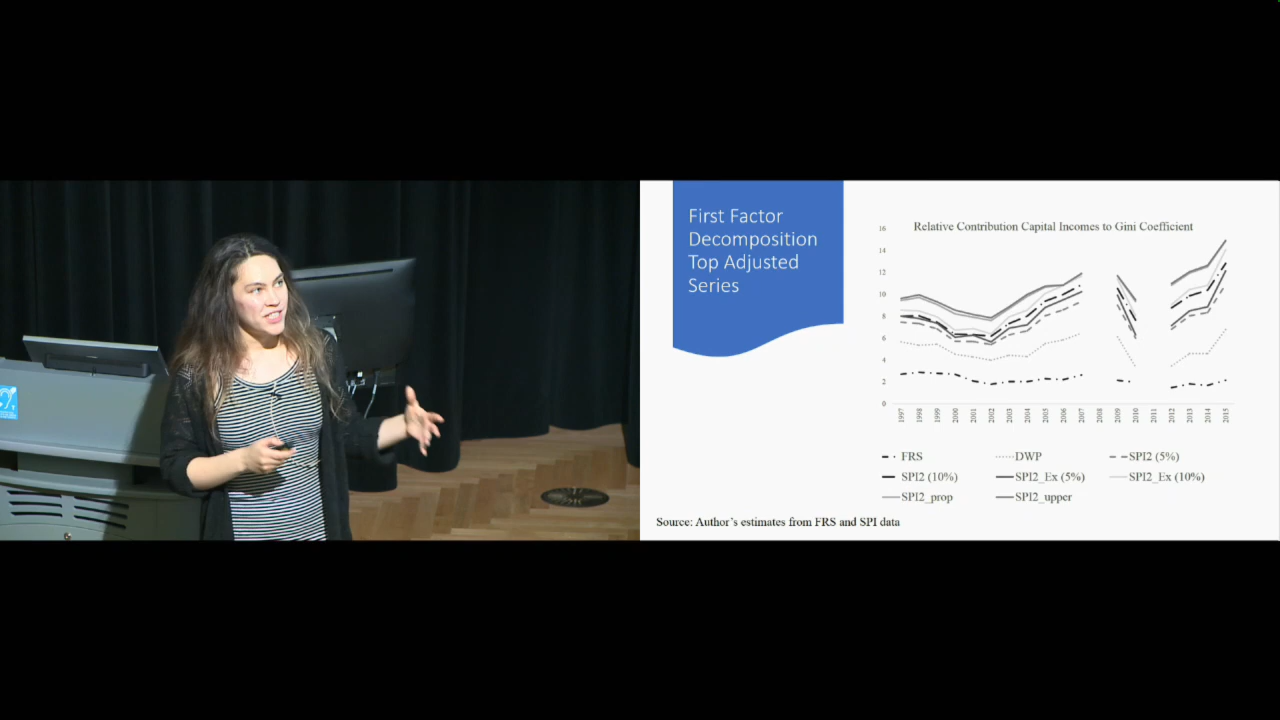 First Factor
Decomposition
Top Adjusted
Series
Relative Contribution Capital Incomes to Gini Coefficient
16
14
12
10
8
6
4
2
0
1997 1998 1999 2000 2001 2002 2003 2004 2005 2006 2007 2008 2009 2010 2011 2012 2013 2014 2015
FRS DWP SPI2 (5%)
SPI2 (10%) SPI2_Ex (5%) SPI2_Ex (10%)
SPI2_prop SPI2_upper
Source: Author's estimates from FRS and SPI data